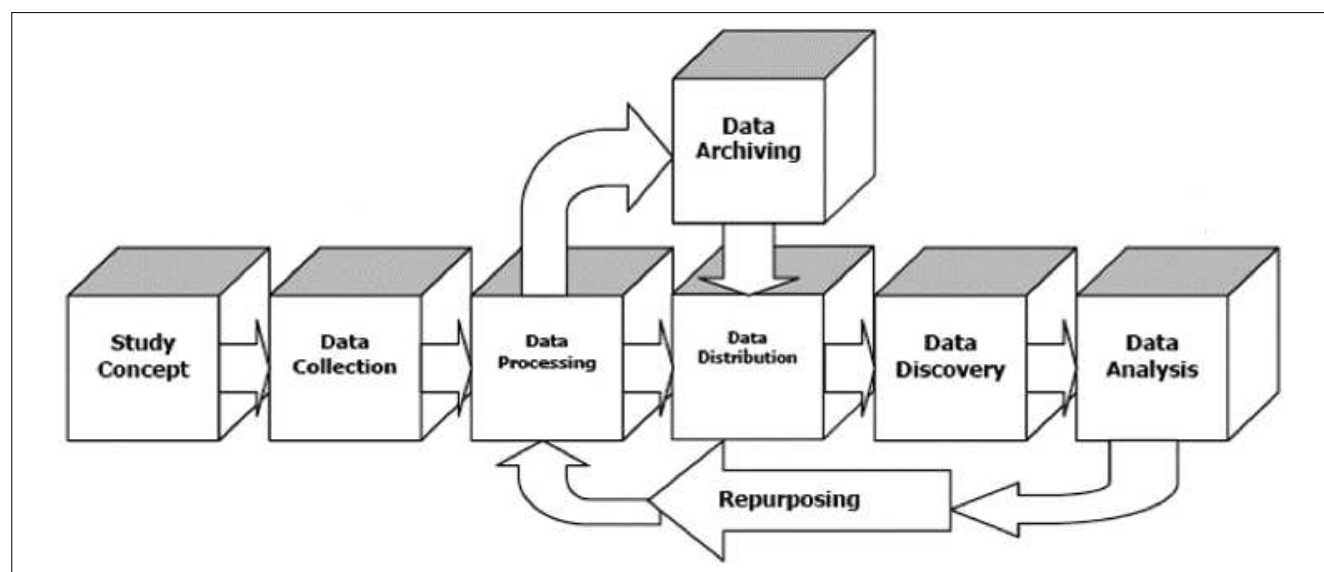 Data
Archiving
Study
Concept
Data
Collection
Data
Processing
Data
Distribution
Data
Discovery
Data
Analysis
Repurposing